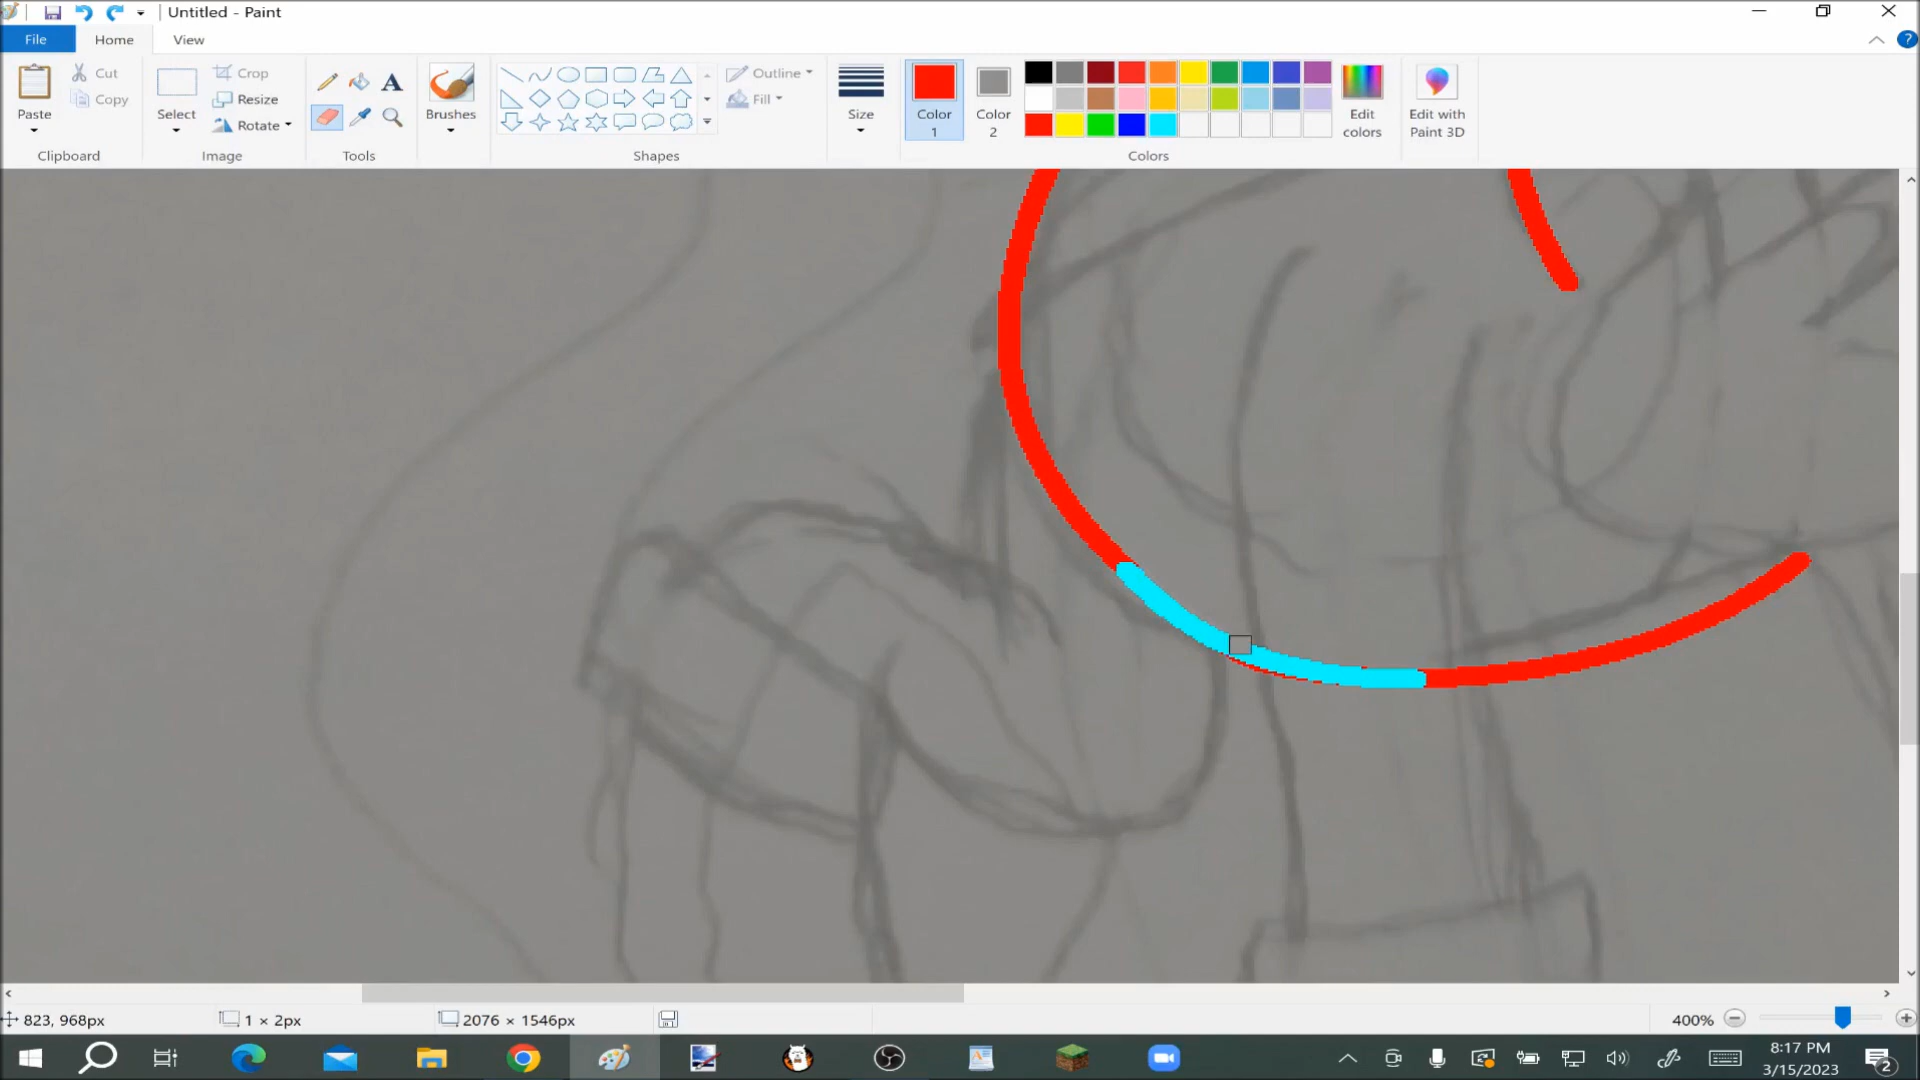 Untitled - Paint
File Home View
Paste Cut Copy Clipboard
Select Crop Resize Rotate Image
A
Tools
Brushes
Outline Fill Shapes
Size
Color 1
Color 2
Colors
Edit colors
Edit with Paint 3D
?
823, 968px
1 × 2px
2076 × 1546px
400%
8:17 PM
3/15/2023
2